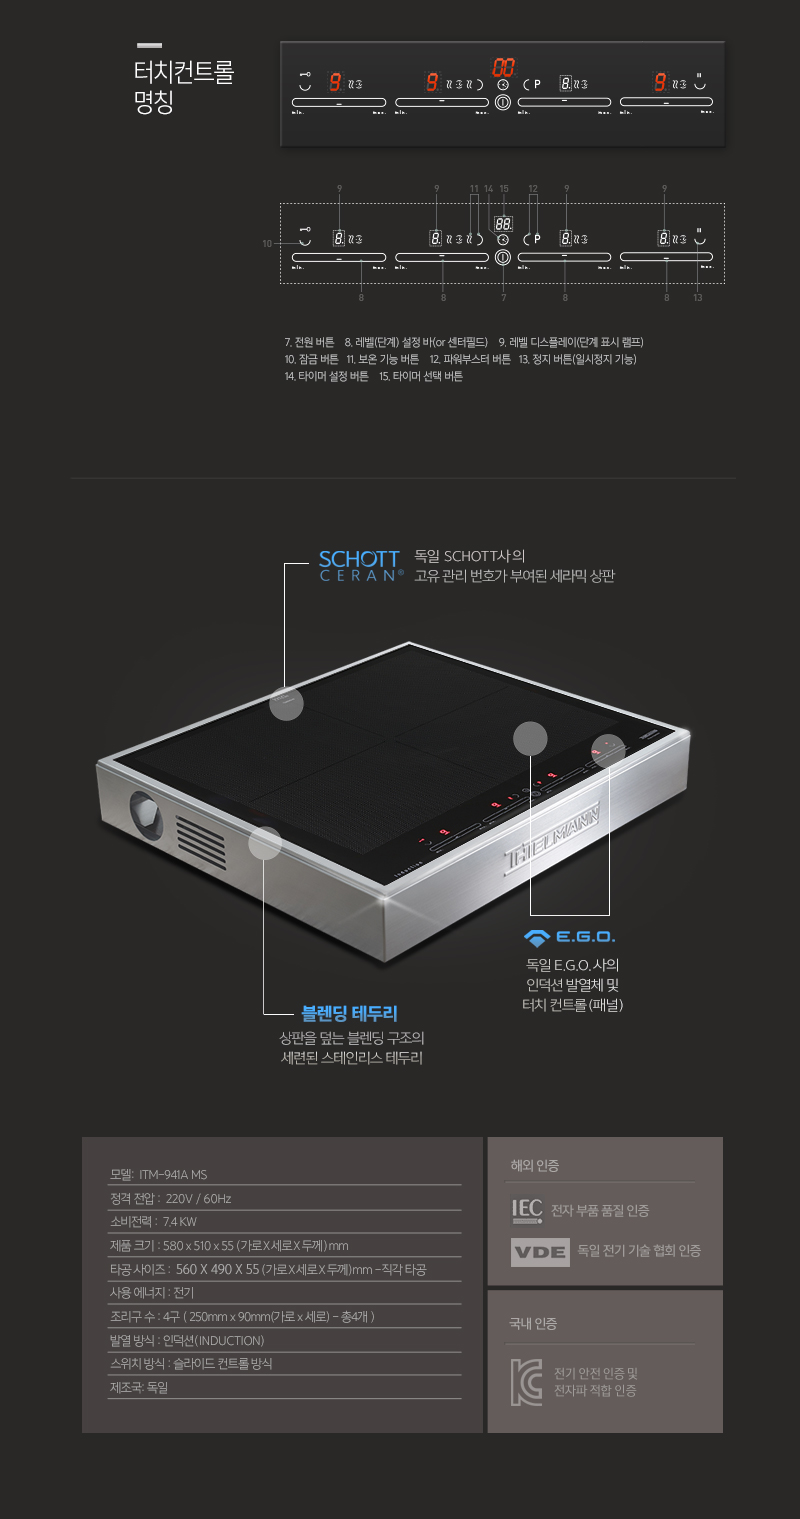 터치컨트롤
명칭
00
9 9 9 9 P 9
9 9 11 14 15 12 9 9
88
10 8. 8. P 8. 8.
8 8 7 8 8 13
7. 전원 버튼 8. 레벨(단계) 설정 바(or 센터필드) 9. 레벨 디스플레이(단계 표시 램프)
10. 잠금 버튼 11. 보온 기능 버튼 12. 파워부스터 버튼 13. 정지 버튼(일시정지 기능)
14. 타이머 설정 버튼 15. 타이머 선택 버튼
SCHOTT
CERAN®
독일 SCHOTT사의
고유 관리 번호가 부여된 세라믹 상판
THIELMANN
Induction
E.G.O.
독일 E.G.O. 사의
인덕션 발열체 및
터치 컨트롤(패널)
블렌딩 테두리
상판을 덮는 블렌딩 구조의
세련된 스테인리스 테두리
모델: ITM-941A MS
정격 전압 : 220V / 60Hz
소비전력 : 7.4 KW
제품 크기 : 580 x 510 x 55 (가로X세로X두께)mm
타공 사이즈 : 560 X 490 X 55 (가로X세로X두께)mm -직각 타공
사용 에너지 : 전기
조리구 수 : 4구 ( 250mm x 90mm(가로 x 세로) - 총4개 )
발열 방식 : 인덕션(INDUCTION)
스위치 방식 : 슬라이드 컨트롤 방식
제조국: 독일
해외 인증
IEC 전자 부품 품질 인증
VDE 독일 전기 기술 협회 인증
국내 인증
KC
전기 안전 인증 및
전자파 적합 인증